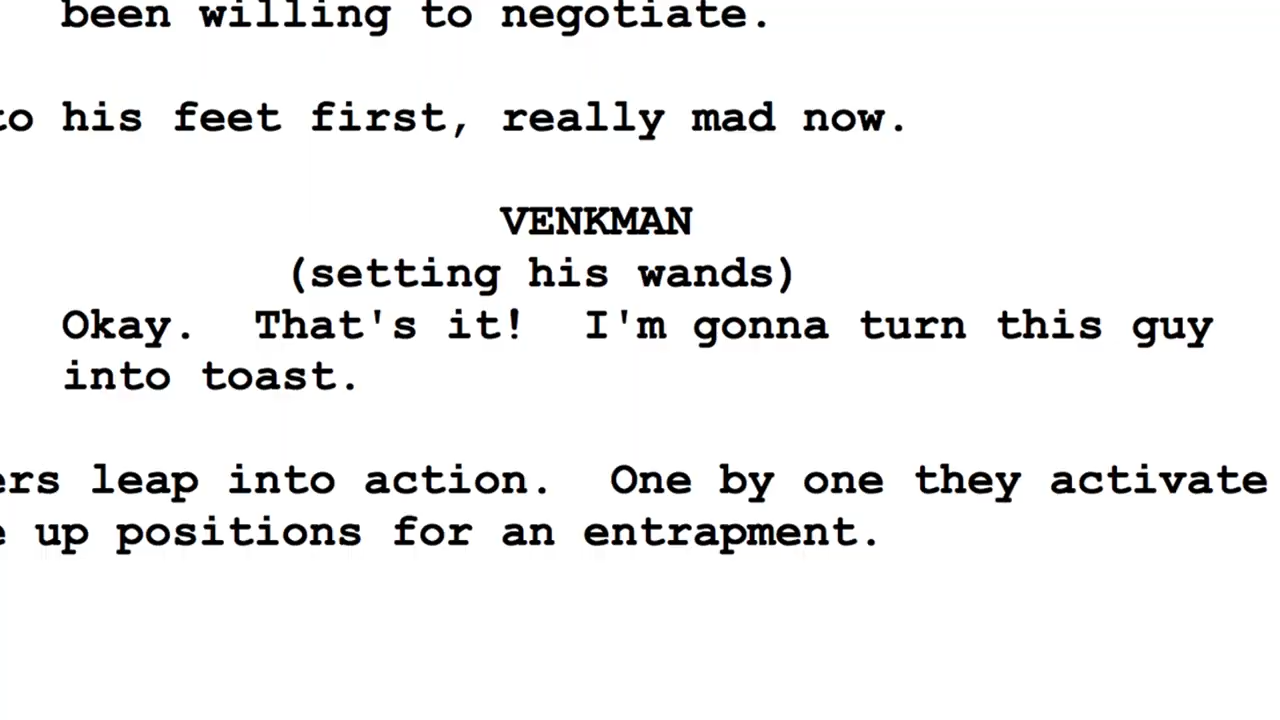 been willing to negotiate.
to his feet first, really mad now.
VENKMAN
(setting his wands)
Okay.  That's it!  I'm gonna turn this guy
into toast.
ers leap into action.  One by one they activate
up positions for an entrapment.